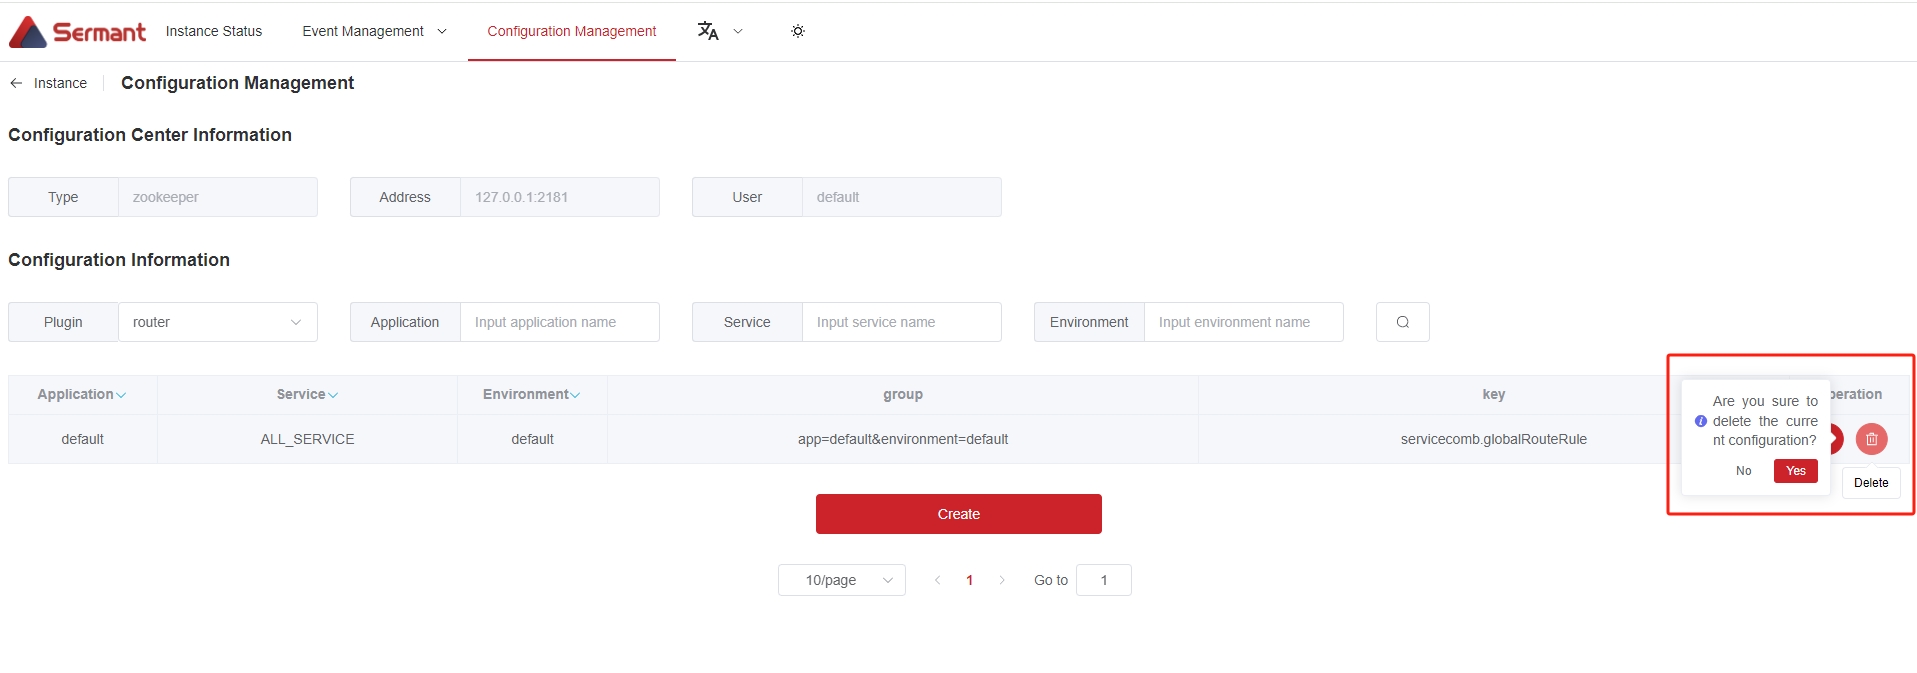 Sermant
Instance Status
Event Management
Configuration Management
Instance
Configuration Management
Configuration Center Information
Type
zookeeper
Address
127.0.0.1:2181
User
default
Configuration Information
Plugin
router
Application
Input application name
Service
Input service name
Environment
Input environment name
Application
Service
Environment
group
key
peration
default
ALL_SERVICE
default
app=default&environment=default
servicecomb.globalRouteRule
Are you sure to
delete the curre
nt configuration?
No
Yes
Delete
Create
10/page
1
Go to
1